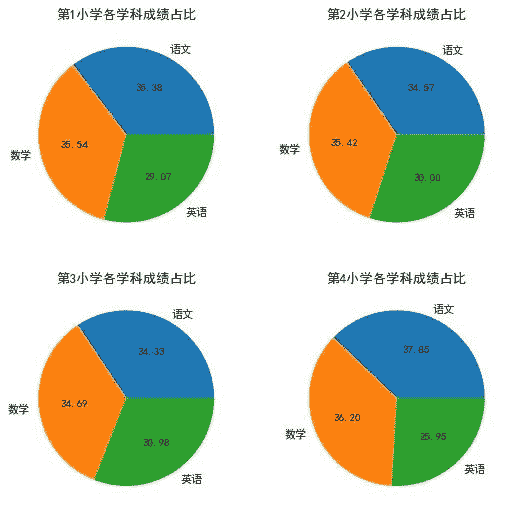 第1小学各学科成绩占比
语文
35.38
数学
35.54
29.07
英语
第2小学各学科成绩占比
语文
34.57
数学
35.42
30.00
英语
第3小学各学科成绩占比
语文
34.33
数学
34.69
30.98
英语
第4小学各学科成绩占比
语文
37.85
数学
36.20
25.95
英语